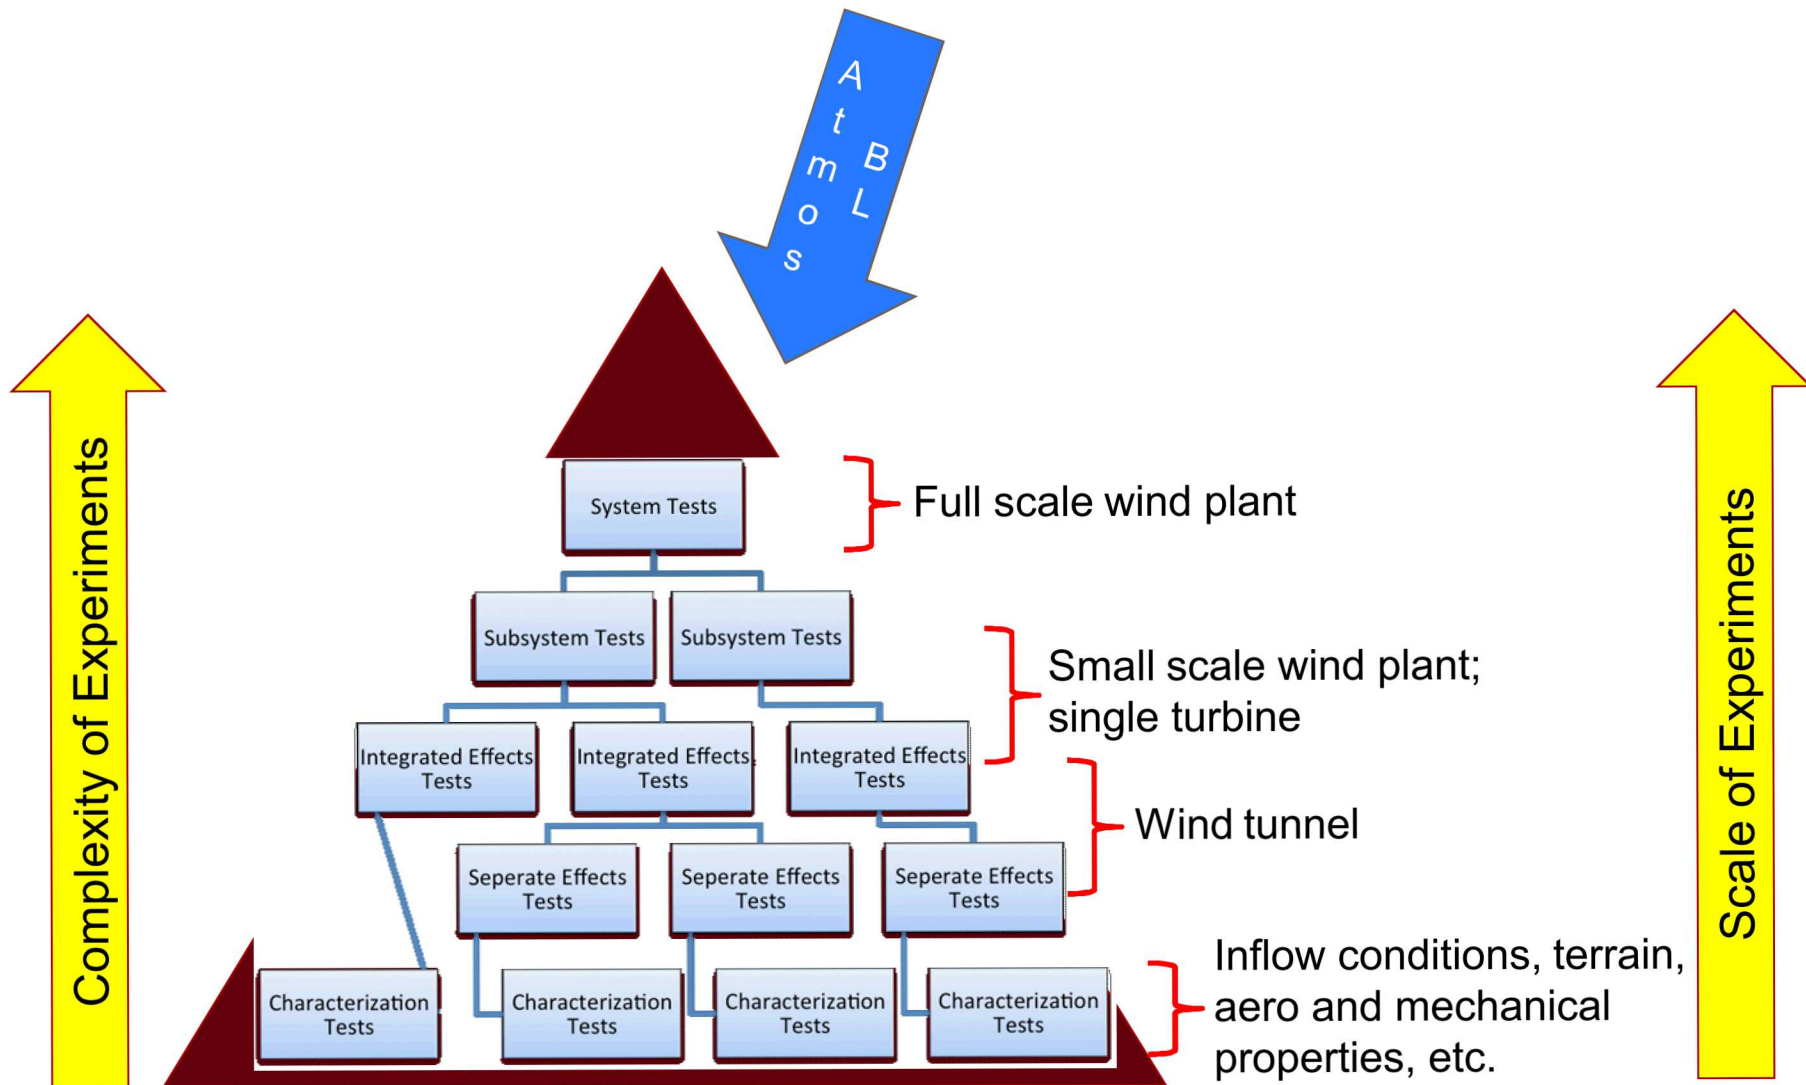 Atmos
BL
Complexity of Experiments
Scale of Experiments
System Tests
Full scale wind plant
Subsystem Tests
Subsystem Tests
Small scale wind plant;
single turbine
Integrated Effects
Tests
Integrated Effects
Tests
Integrated Effects
Tests
Wind tunnel
Seperate Effects
Tests
Seperate Effects
Tests
Seperate Effects
Tests
Characterization
Tests
Characterization
Tests
Characterization
Tests
Characterization
Tests
Inflow conditions, terrain,
aero and mechanical
properties, etc.